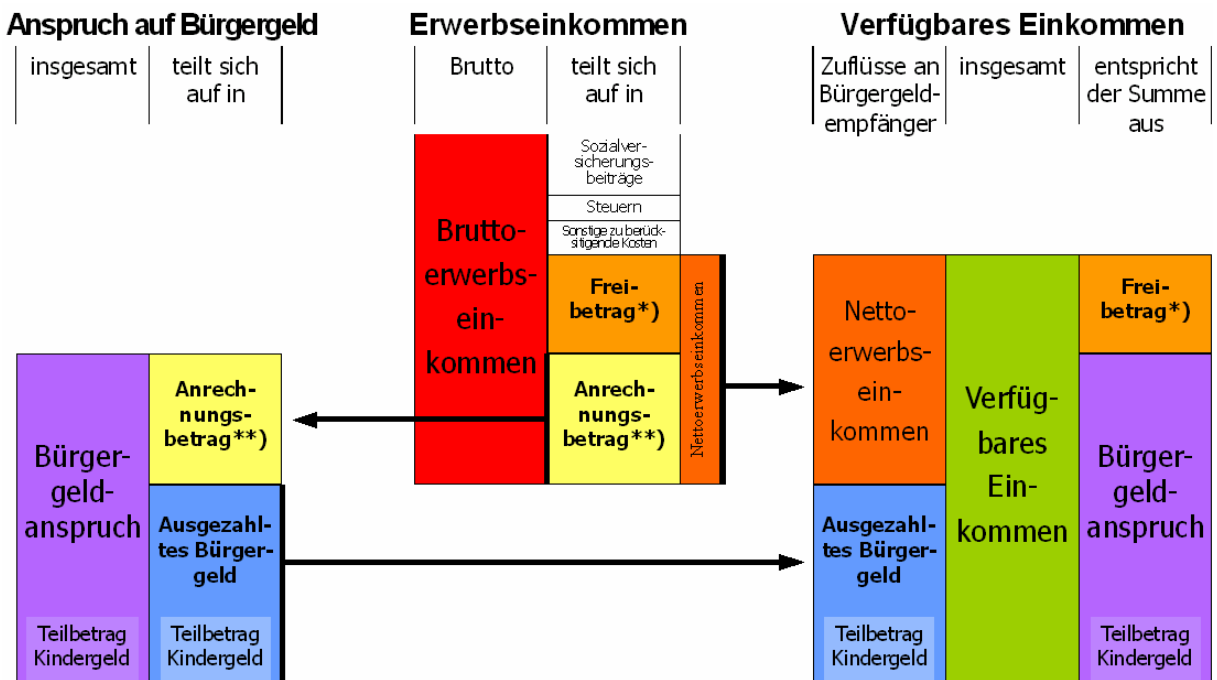 Anspruch auf Bürgergeld
insgesamt
teilt sich
auf in
Erwerbseinkommen
Brutto
teilt sich
auf in
Verfügbares Einkommen
Zuflüsse an
Bürgergeld-
empfänger
insgesamt
entspricht
der Summe
aus
Bürger-
geld-
anspruch
Teilbetrag
Kindergeld
Anrech-
nungs-
betrag**)
Ausgezahl-
tes Bürger-
geld
Teilbetrag
Kindergeld
Brutto-
erwerbs-
ein-
kommen
Sozialver-
sicherungs-
beiträge
Steuern
Sonstige zu berück-
sitigende Kosten
Frei-
betrag*)
Anrech-
nungs-
betrag**)
Nettoerwerbseinkommen
Netto-
erwerbs-
ein-
kommen
Ausgezahl-
tes Bürger-
geld
Teilbetrag
Kindergeld
Verfüg-
bares
Ein-
kommen
Frei-
betrag*)
Bürger-
geld-
anspruch
Teilbetrag
Kindergeld